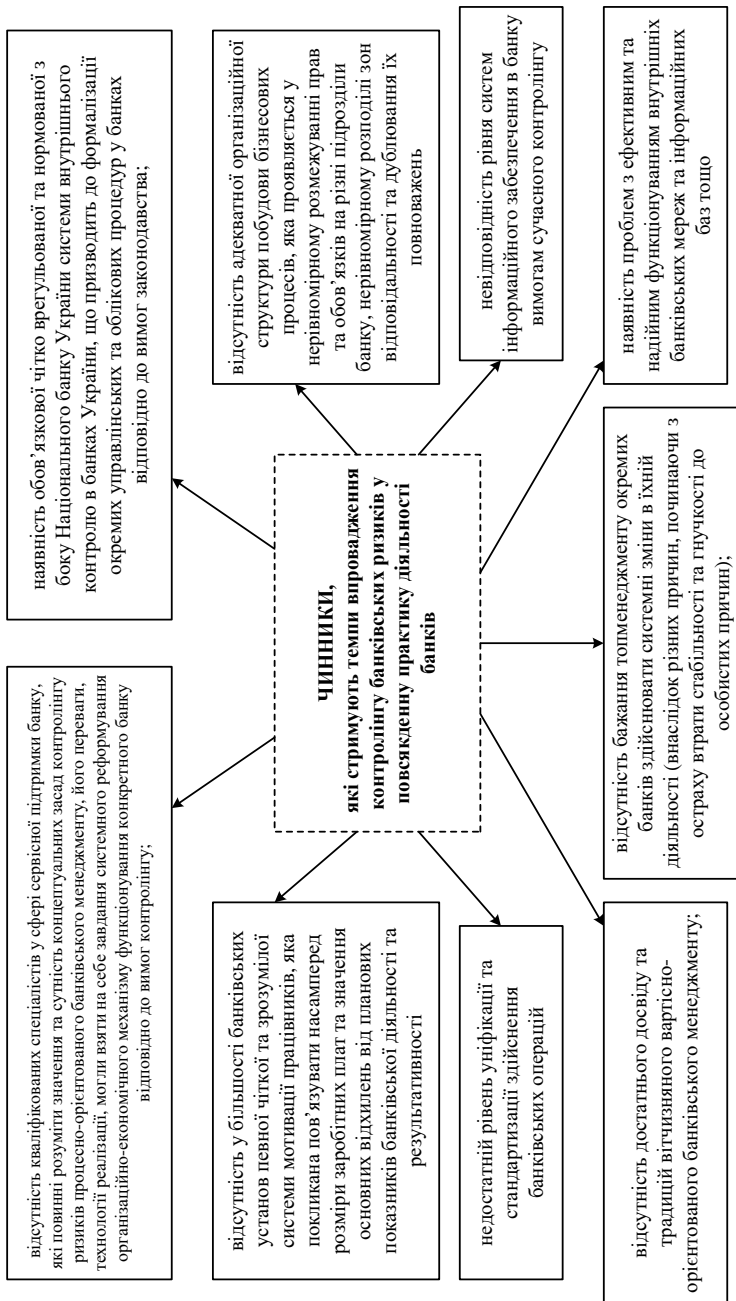 відсутність кваліфікованих спеціалістів у сфері сервісної підтримки банку,
які повинні розуміти значення та сутність концептуальних засад контролінгу
ризиків процесно-орієнтованого банківського менеджменту, його переваги,
технології реалізації, могли взяти на себе завдання системного реформування
організаційно-економічного механізму функціонування конкретного банку
відповідно до вимог контролінгу;
наявність обов’язкової чітко врегульованої та нормованої з
боку Національного банку України системи внутрішнього
контролю в банках України, що призводить до формалізації
окремих управлінських та облікових процедур у банках
відповідно до вимог законодавства;
відсутність у більшості банківських
установ певної чіткої та зрозумілої
системи мотивації працівників, яка
покликана пов’язувати насамперед
розміри заробітних плат та значення
основних відхилень від планових
показників банківської діяльності та
результативності
ЧИННИКИ,
які стримують темпи впровадження
контролінгу банківських ризиків у
повсякденну практику діяльності
банків
відсутність адекватної організаційної
структури побудови бізнесових
процесів, яка проявляється у
нерівномірному розмежуванні прав
та обов’язків на різні підрозділи
банку, нерівномірному розподілі зон
відповідальності та дублювання їх
повноважень
недостатній рівень уніфікації та
стандартизації здійснення
банківських операцій
невідповідність рівня систем
інформаційного забезпечення в банку
вимогам сучасного контролінгу
відсутність достатнього досвіду та
традицій вітчизняного вартісно-
орієнтованого банківського менеджменту;
відсутність бажання топменеджменту окремих
банків здійснювати системні зміни в їхній
діяльності (внаслідок різних причин, починаючи з
остраху втрати стабільності та гнучкості до
особистих причин);
наявність проблем з ефективним та
надійним функціонуванням внутрішніх
банківських мереж та інформаційних
баз тощо